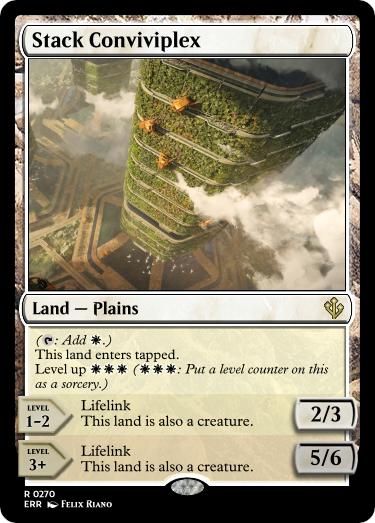 Stack Conviviplex
Land — Plains
(T: Add W.)
This land enters tapped.
Level up WWW (WWW: Put a level counter on this
as a sorcery.)
LEVEL
1-2
Lifelink
This land is also a creature.
2/3
LEVEL
3+
Lifelink
This land is also a creature.
5/6
R 0270
ERR Felix Riano